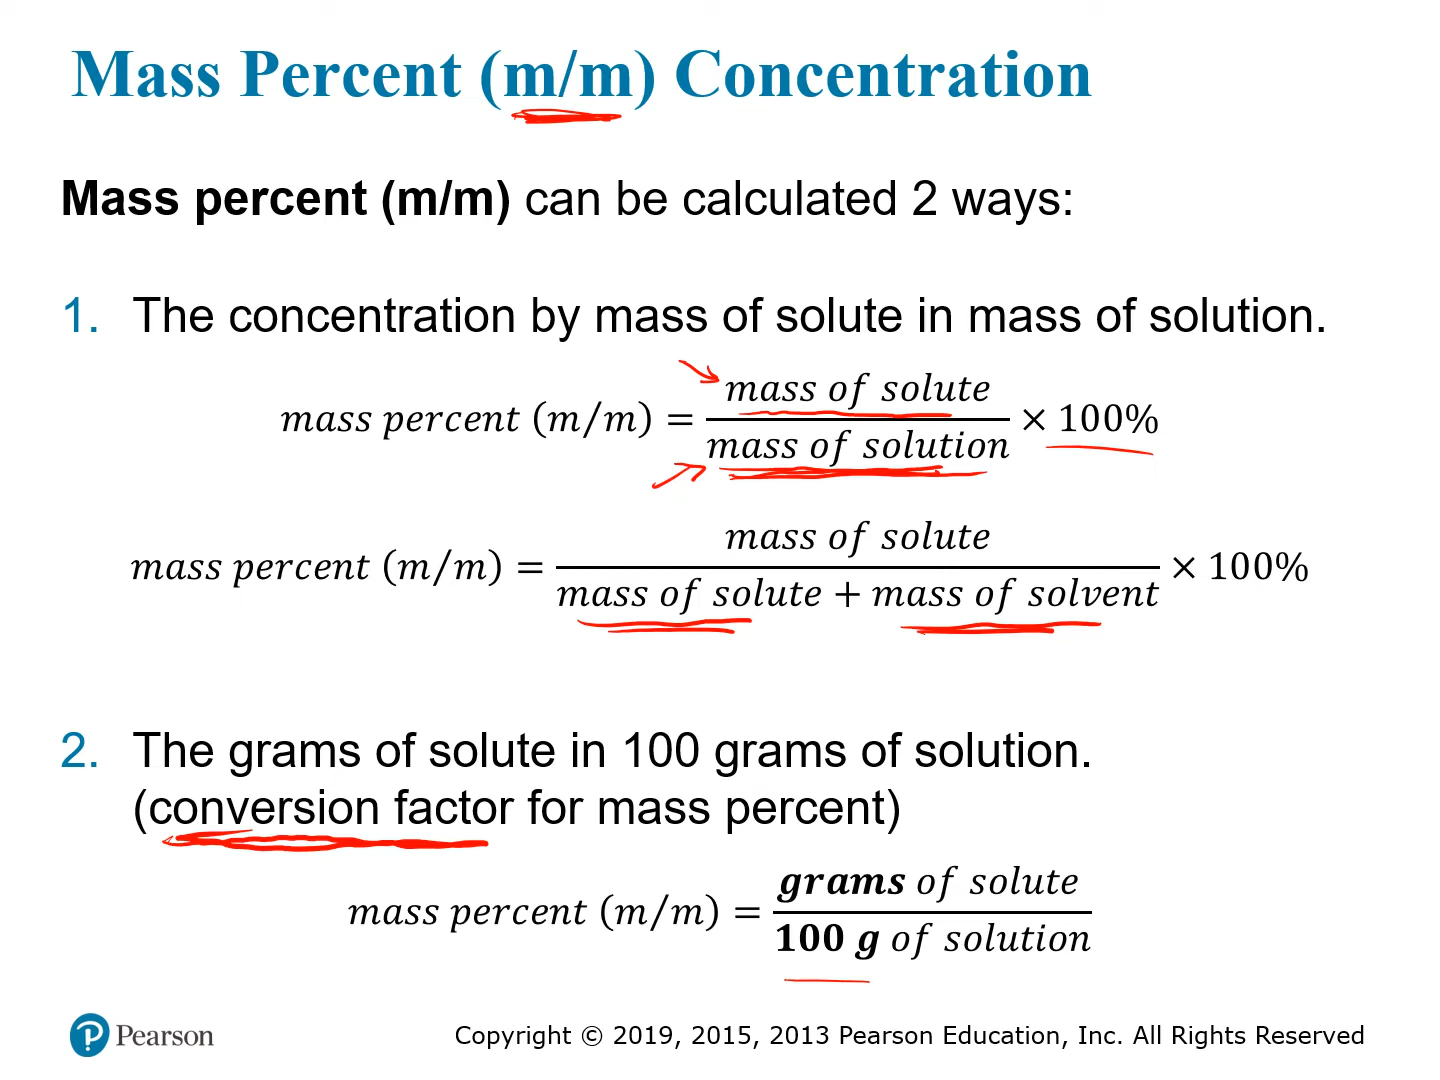 Mass Percent (m/m) Concentration
Mass percent (m/m) can be calculated 2 ways:
1. The concentration by mass of solute in mass of solution.
mass percent (m/m) = mass of solute / mass of solution × 100%
mass percent (m/m) = mass of solute / mass of solute + mass of solvent × 100%
2. The grams of solute in 100 grams of solution.
(conversion factor for mass percent)
mass percent (m/m) = grams of solute / 100 g of solution
Pearson
Copyright © 2019, 2015, 2013 Pearson Education, Inc. All Rights Reserved